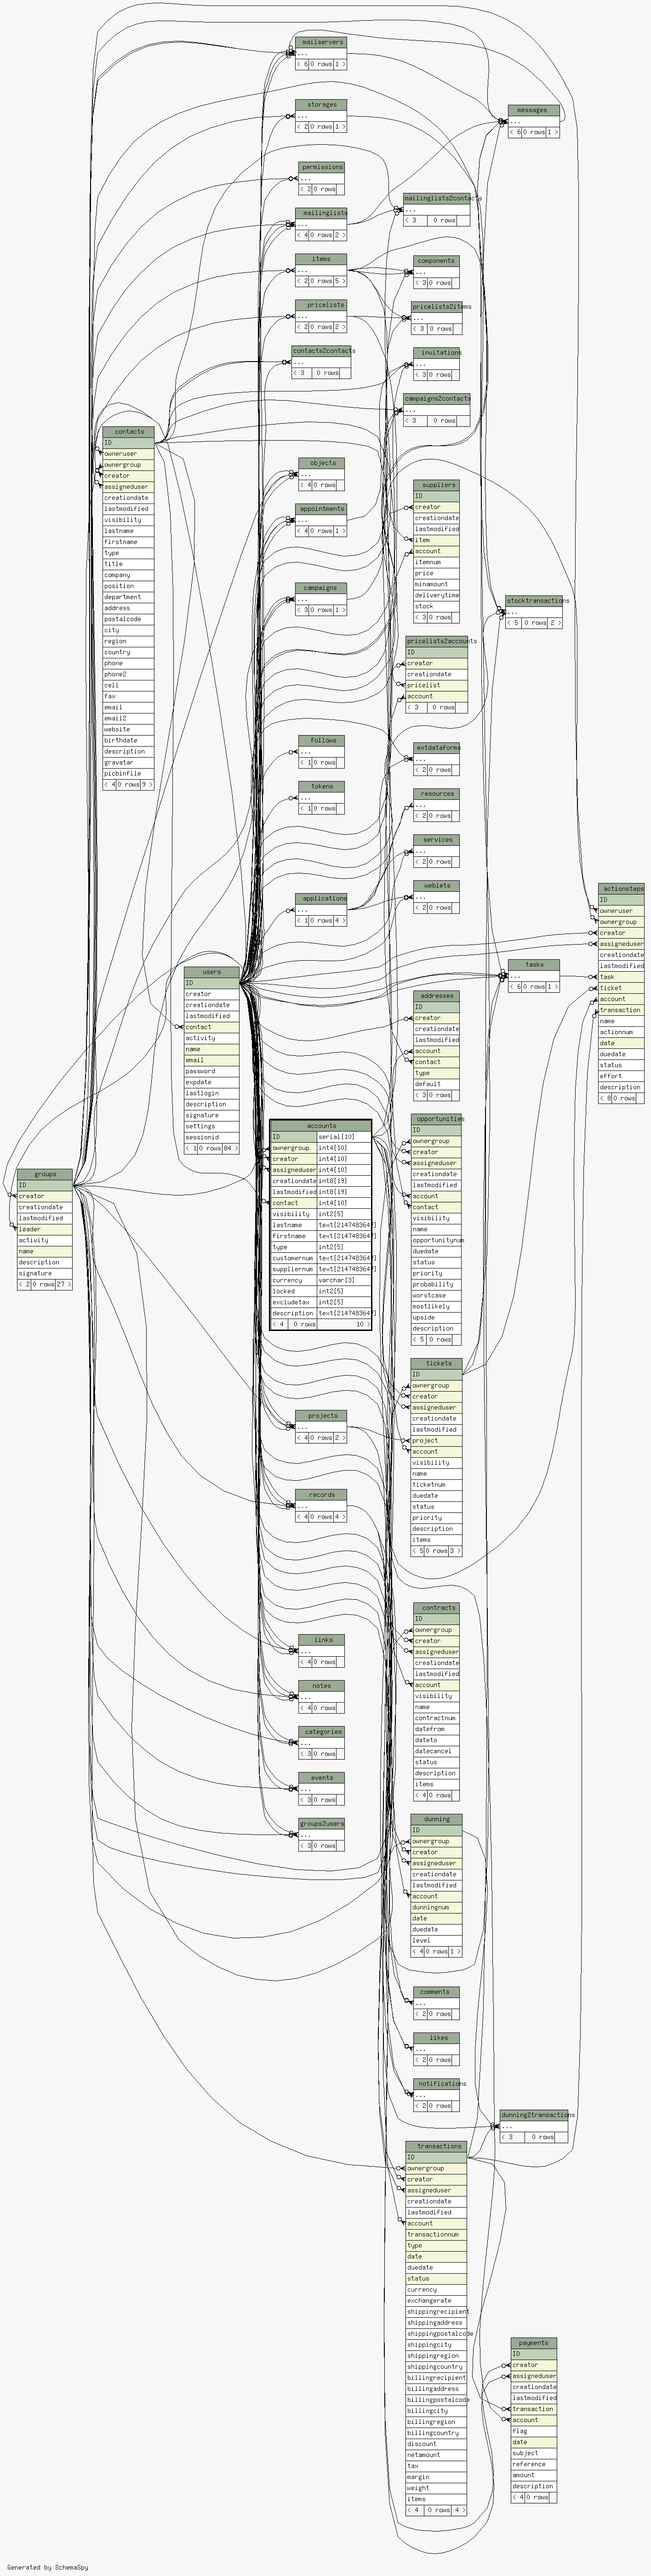 mailservers
...
< 6 0 rows 1 >
storages
...
< 2 0 rows 1 >
messages
...
< 6 0 rows 1 >
permissions
...
< 2 0 rows
mailinglists
...
< 4 0 rows 2 >
mailinglists2contacts
...
< 3 0 rows
items
...
< 2 0 rows 5 >
components
...
< 3 0 rows
pricelists
...
< 2 0 rows 2 >
pricelists2items
...
< 3 0 rows
contacts2contacts
...
< 3 0 rows
invitations
...
< 3 0 rows
campaigns2contacts
...
< 3 0 rows
contacts
ID
owneruser
ownergroup
creator
assigneduser
creationdate
lastmodified
visibility
lastname
firstname
type
title
company
position
department
address
postalcode
city
region
country
phone
phone2
cell
fax
email
email2
website
birthdate
description
gravatar
picbinfile
< 4 0 rows 9 >
objects
...
< 4 0 rows
appointments
...
< 4 0 rows 1 >
campaigns
...
< 3 0 rows 1 >
suppliers
ID
creator
creationdate
lastmodified
item
account
itemnum
price
minamount
deliverytime
stock
< 3 0 rows
stocktransactions
...
< 5 0 rows 2 >
pricelists2accounts
ID
creator
creationdate
pricelist
account
< 3 0 rows
follows
...
< 1 0 rows
extdataforms
...
< 2 0 rows
tokens
...
< 1 0 rows
resources
...
< 2 0 rows
services
...
< 2 0 rows
applications
...
< 1 0 rows 4 >
weblets
...
< 2 0 rows
actionsteps
ID
owneruser
ownergroup
creator
assigneduser
creationdate
lastmodified
task
ticket
account
transaction
name
actionnum
date
duedate
status
effort
description
< 8 0 rows
users
ID
creator
creationdate
lastmodified
contact
activity
name
email
password
expdate
lastlogin
description
signature
settings
sessionid
< 1 0 rows 84 >
tasks
...
< 6 0 rows 1 >
addresses
ID
creator
creationdate
lastmodified
account
contact
type
default
< 3 0 rows
groups
ID
creator
creationdate
lastmodified
leader
activity
name
description
signature
< 2 0 rows 27 >
accounts
ID serial[10]
ownergroup int4[10]
creator int4[10]
assigneduser int4[10]
creationdate int8[19]
lastmodified int8[19]
contact int4[10]
visibility int2[5]
lastname text[2147483647]
firstname text[2147483647]
type int2[5]
customernum text[2147483647]
suppliernum text[2147483647]
currency varchar[3]
locked int2[5]
excludetax int2[5]
description text[2147483647]
< 4 0 rows 10 >
opportunities
ID
ownergroup
creator
assigneduser
creationdate
lastmodified
account
contact
visibility
name
opportunitynum
duedate
status
priority
probability
worstcase
mostlikely
upside
description
< 5 0 rows
tickets
ID
ownergroup
creator
assigneduser
creationdate
lastmodified
project
account
visibility
name
ticketnum
duedate
status
priority
description
items
< 5 0 rows 3 >
projects
...
< 4 0 rows 2 >
records
...
< 4 0 rows 4 >
links
...
< 4 0 rows
notes
...
< 4 0 rows
categories
...
< 3 0 rows
events
...
< 3 0 rows
groups2users
...
< 3 0 rows
contracts
ID
ownergroup
creator
assigneduser
creationdate
lastmodified
account
visibility
name
contractnum
datefrom
dateto
datecancel
status
description
items
< 4 0 rows
dunning
ID
ownergroup
creator
assigneduser
creationdate
lastmodified
account
dunningnum
date
duedate
level
< 4 0 rows 1 >
comments
...
< 2 0 rows
likes
...
< 2 0 rows
notifications
...
< 2 0 rows
dunning2transactions
...
< 3 0 rows
transactions
ID
ownergroup
creator
assigneduser
creationdate
lastmodified
account
transactionnum
type
date
duedate
status
currency
exchangerate
shippingrecipient
shippingaddress
shippingpostalcode
shippingcity
shippingregion
shippingcountry
billingrecipient
billingaddress
billingpostalcode
billingcity
billingregion
billingcountry
discount
netamount
tax
margin
weight
items
< 4 0 rows 4 >
payments
ID
creator
assigneduser
creationdate
lastmodified
transaction
account
flag
date
subject
reference
amount
description
< 4 0 rows
Generated by SchemaSpy